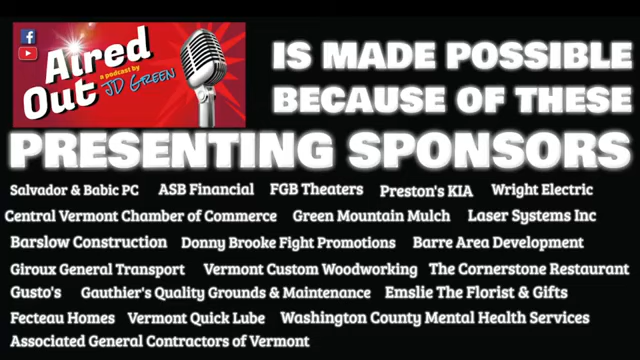 Aired
Out
a podcast by
JD Green
IS MADE POSSIBLE
BECAUSE OF THESE
PRESENTING SPONSORS
Salvador & Babic PC ASB Financial FGB Theaters Preston's KIA Wright Electric
Central Vermont Chamber of Commerce Green Mountain Mulch Laser Systems Inc
Barslow Construction Donny Brooke Fight Promotions Barre Area Development
Giroux General Transport Vermont Custom Woodworking The Cornerstone Restaurant
Gusto's Gauthier's Quality Grounds & Maintenance Emslie The Florist & Gifts
Fecteau Homes Vermont Quick Lube Washington County Mental Health Services
Associated General Contractors of Vermont